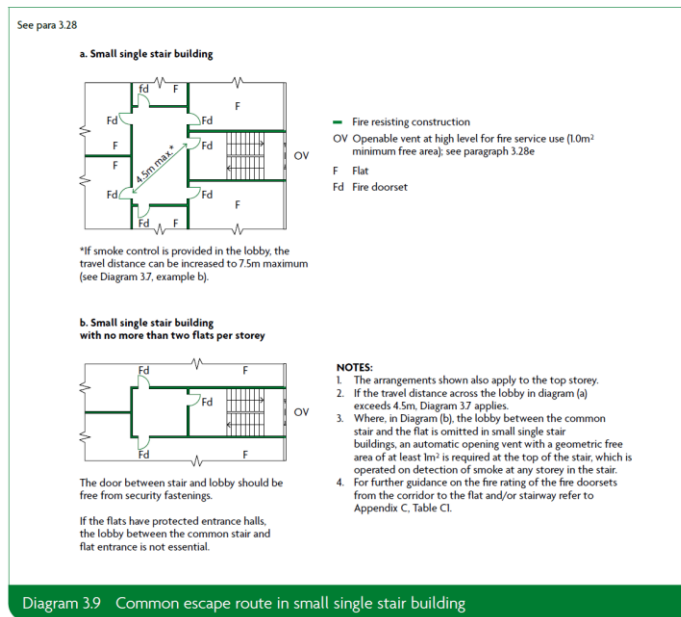 See para 3.28
a. Small single stair building
fd F
F
Fd Fd
F
Fd
4.5m max.*
OV
F
Fd Fd
F
Fd F
*If smoke control is provided in the lobby, the
travel distance can be increased to 7.5m maximum
(see Diagram 3.7, example b).
Fire resisting construction
OV Openable vent at high level for fire service use (1.0m²
minimum free area); see paragraph 3.28e
F Flat
Fd Fire doorset
b. Small single stair building
with no more than two flats per storey
Fd F
Fd
OV
Fd F
The door between stair and lobby should be
free from security fastenings.
If the flats have protected entrance halls,
the lobby between the common stair and
flat entrance is not essential.
NOTES:
1. The arrangements shown also apply to the top storey.
2. If the travel distance across the lobby in diagram (a)
exceeds 4.5m, Diagram 3.7 applies.
3. Where, in Diagram (b), the lobby between the common
stair and the flat is omitted in small single stair
buildings, an automatic opening vent with a geometric free
area of at least 1m² is required at the top of the stair, which is
operated on detection of smoke at any storey in the stair.
4. For further guidance on the fire rating of the fire doorsets
from the corridor to the flat and/or stairway refer to
Appendix C, Table C1.
Diagram 3.9 Common escape route in small single stair building